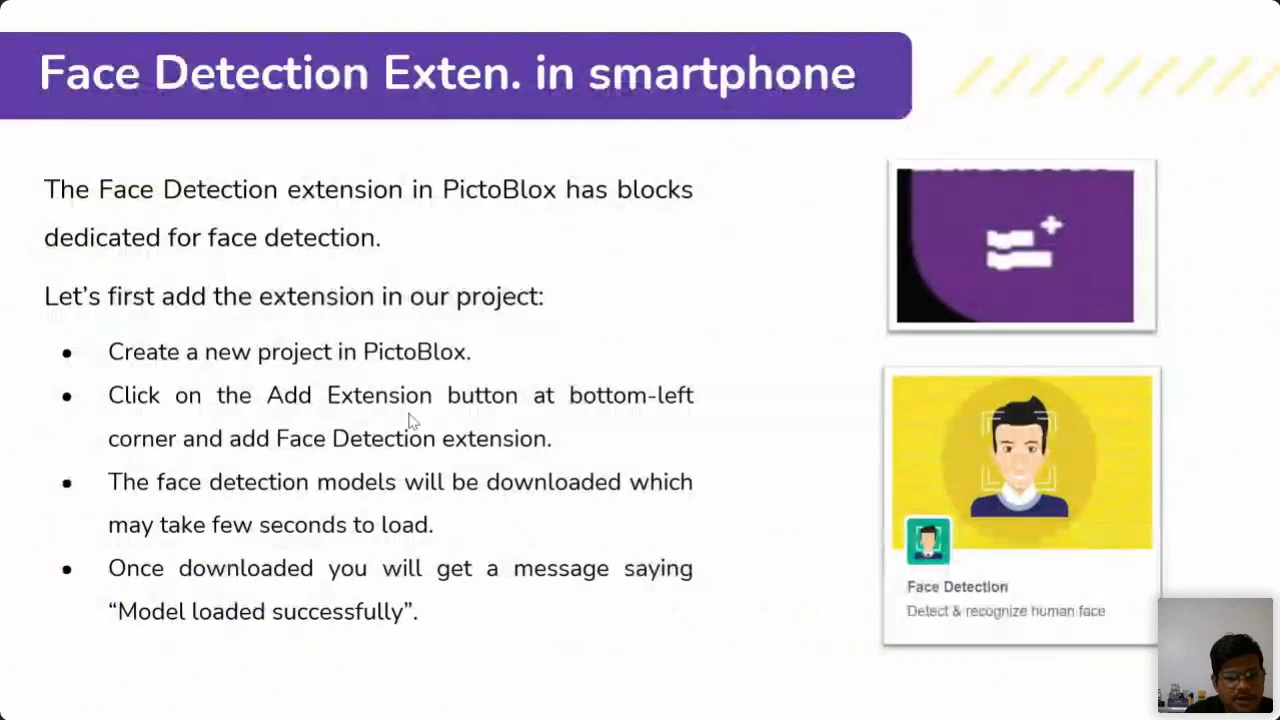 Face Detection Exten. in smartphone
The Face Detection extension in PictoBlox has blocks
dedicated for face detection.
Let’s first add the extension in our project:
● Create a new project in PictoBlox.
● Click on the Add Extension button at bottom-left
corner and add Face Detection extension.
● The face detection models will be downloaded which
may take few seconds to load.
● Once downloaded you will get a message saying
“Model loaded successfully”.
Face Detection
Detect & recognize human face